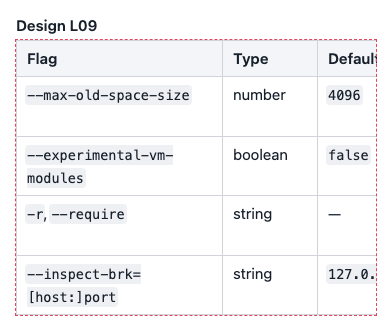 Design L09
Flag Type Default
--max-old-space-size number 4096
--experimental-vm- boolean false
modules
-r, --require string —
--inspect-brk= string 127.0.
[host:]port